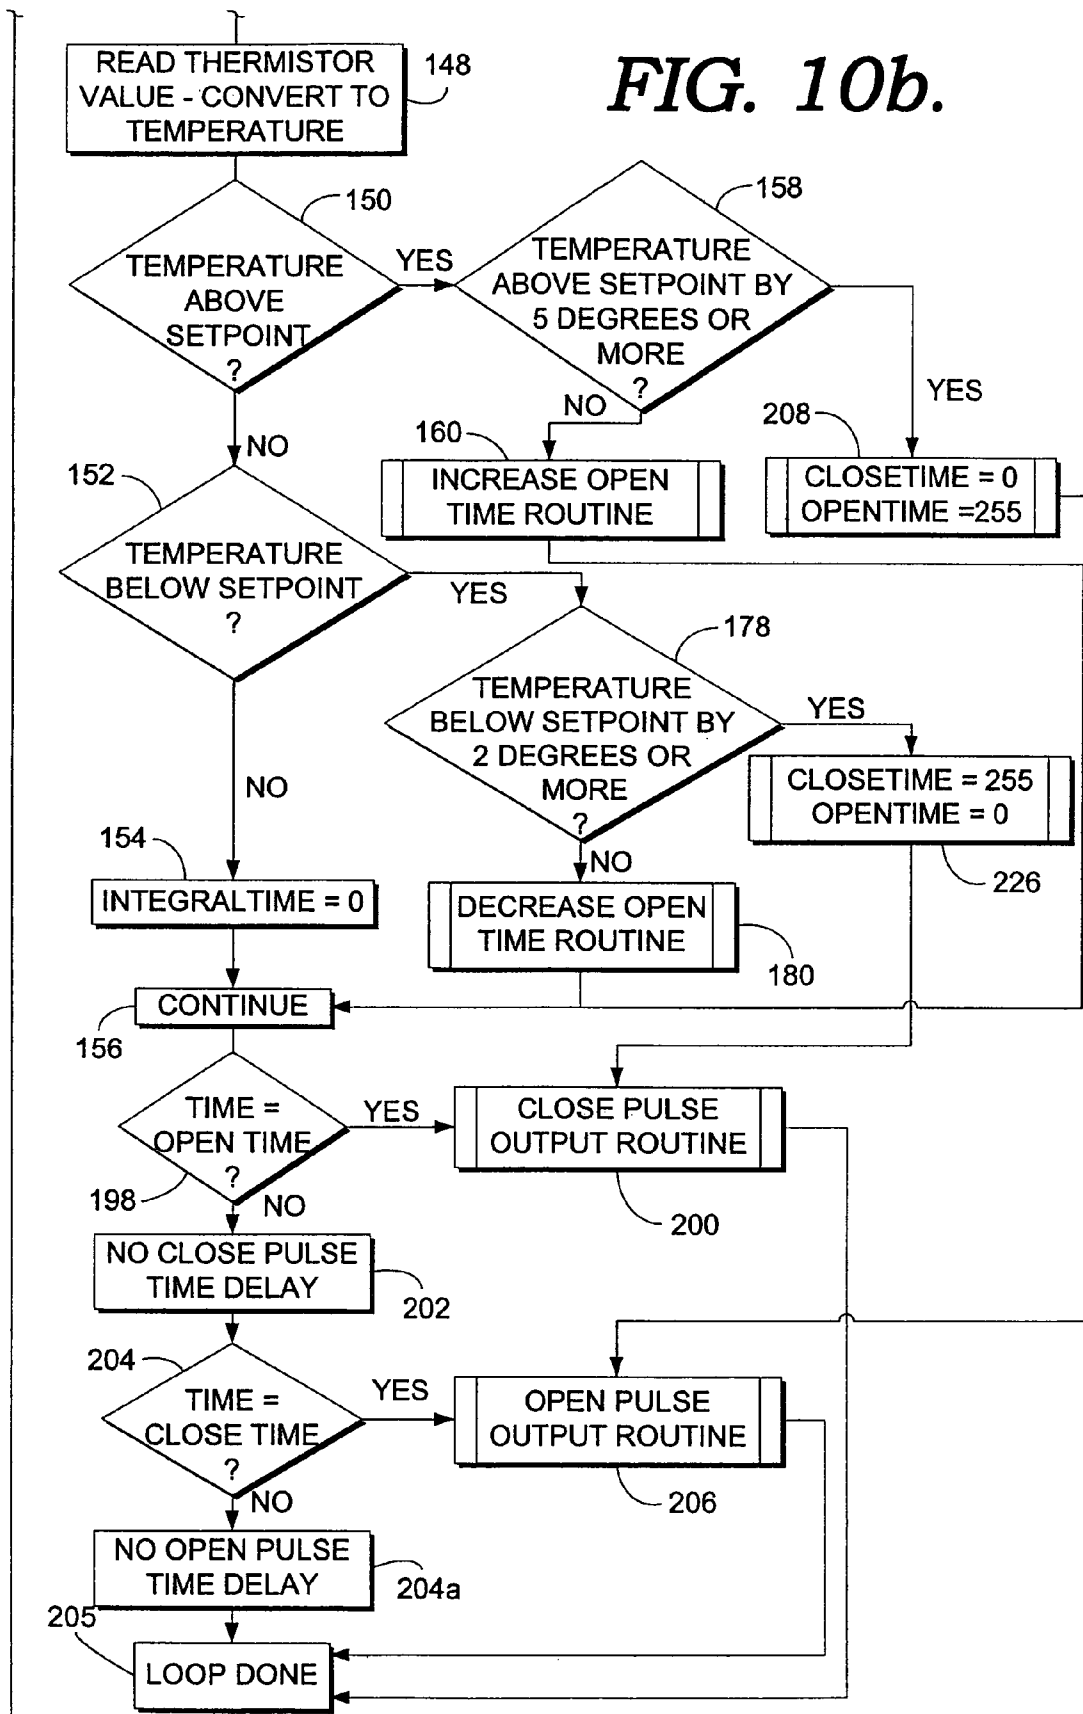 FIG. 10b.
READ THERMISTOR
VALUE - CONVERT TO
TEMPERATURE
148
150
TEMPERATURE
ABOVE
SETPOINT
?
YES
NO
158
TEMPERATURE
ABOVE SETPOINT BY
5 DEGREES OR
MORE
?
NO
YES
160
INCREASE OPEN
TIME ROUTINE
208
CLOSETIME = 0
OPENTIME =255
152
TEMPERATURE
BELOW SETPOINT
?
YES
NO
178
TEMPERATURE
BELOW SETPOINT BY
2 DEGREES OR
MORE
?
YES
NO
CLOSETIME = 255
OPENTIME = 0
226
154
INTEGRALTIME = 0
DECREASE OPEN
TIME ROUTINE
180
CONTINUE
156
TIME =
OPEN TIME
?
198
YES
NO
CLOSE PULSE
OUTPUT ROUTINE
200
NO CLOSE PULSE
TIME DELAY
202
204
TIME =
CLOSE TIME
?
YES
NO
OPEN PULSE
OUTPUT ROUTINE
206
NO OPEN PULSE
TIME DELAY
204a
205
LOOP DONE